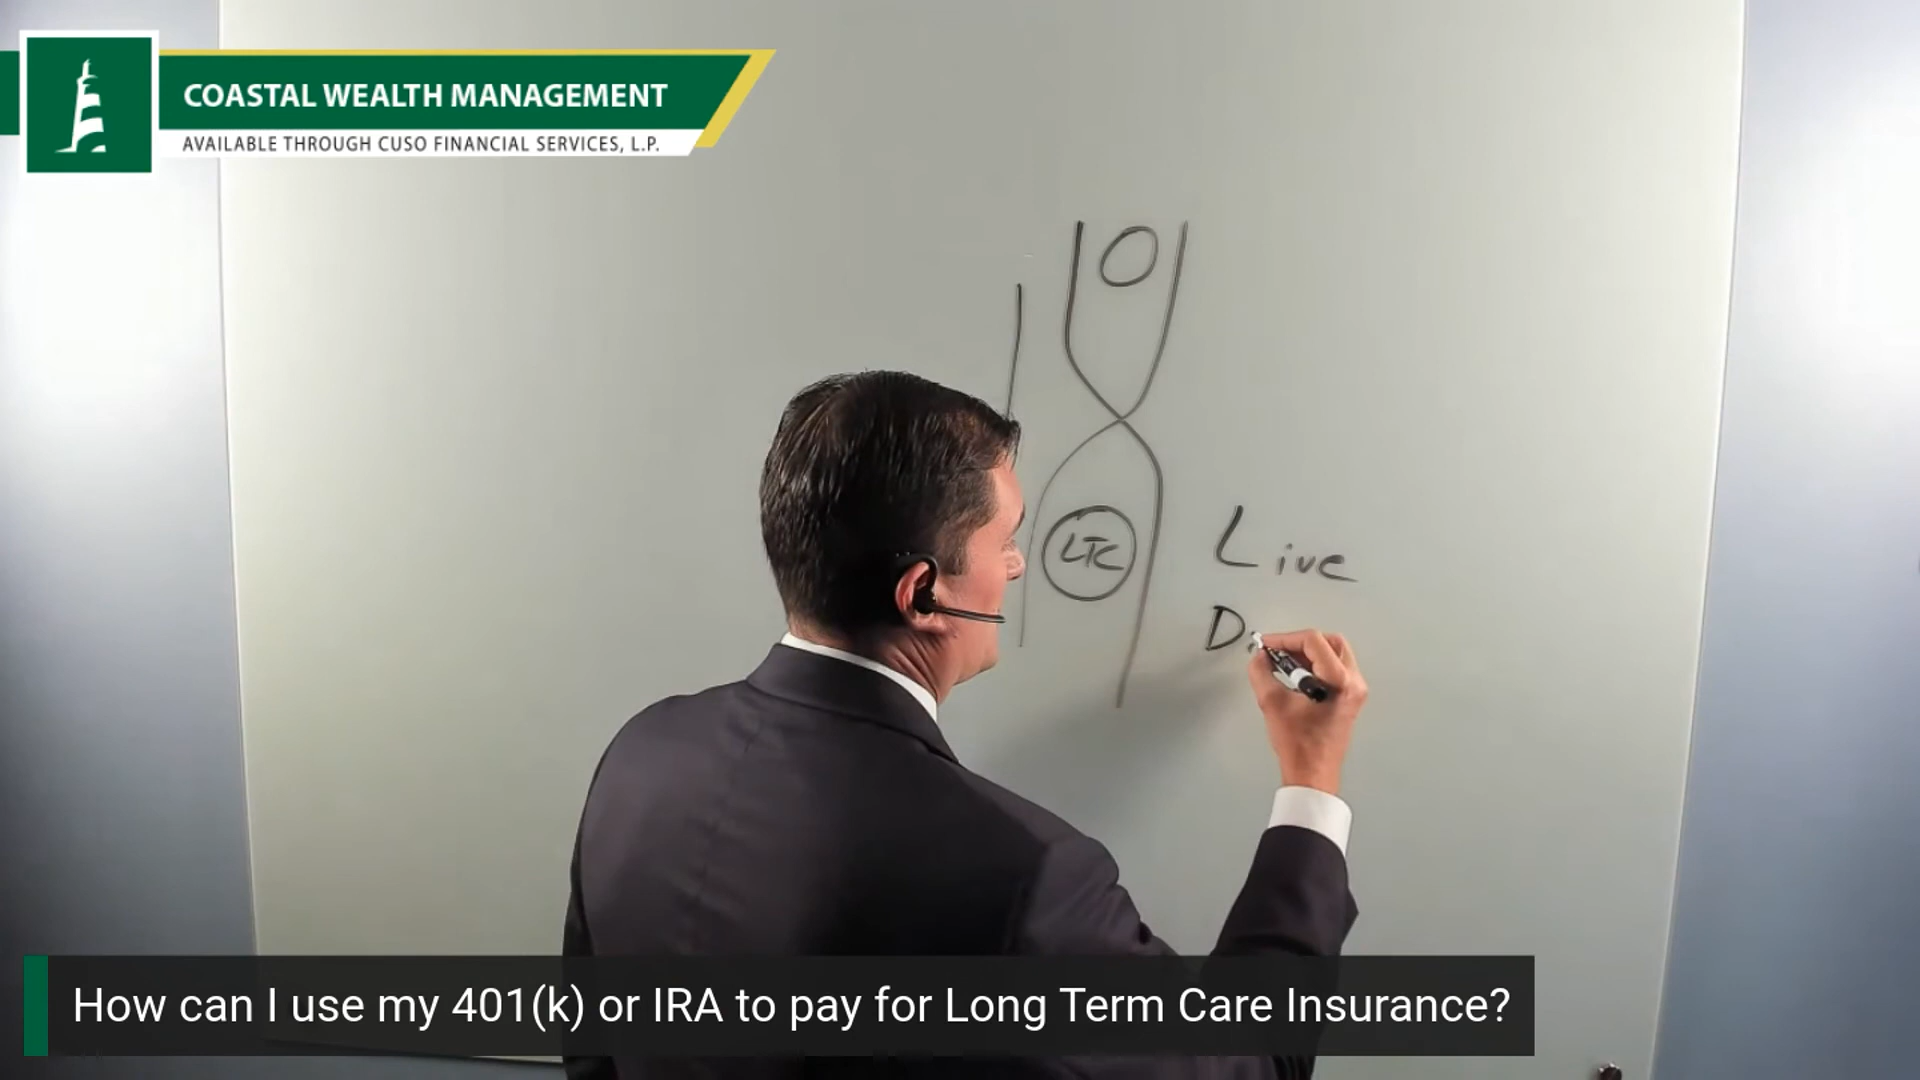 COASTAL WEALTH MANAGEMENT
AVAILABLE THROUGH CUSO FINANCIAL SERVICES, L.P.
LTC
Live
D
How can I use my 401(k) or IRA to pay for Long Term Care Insurance?